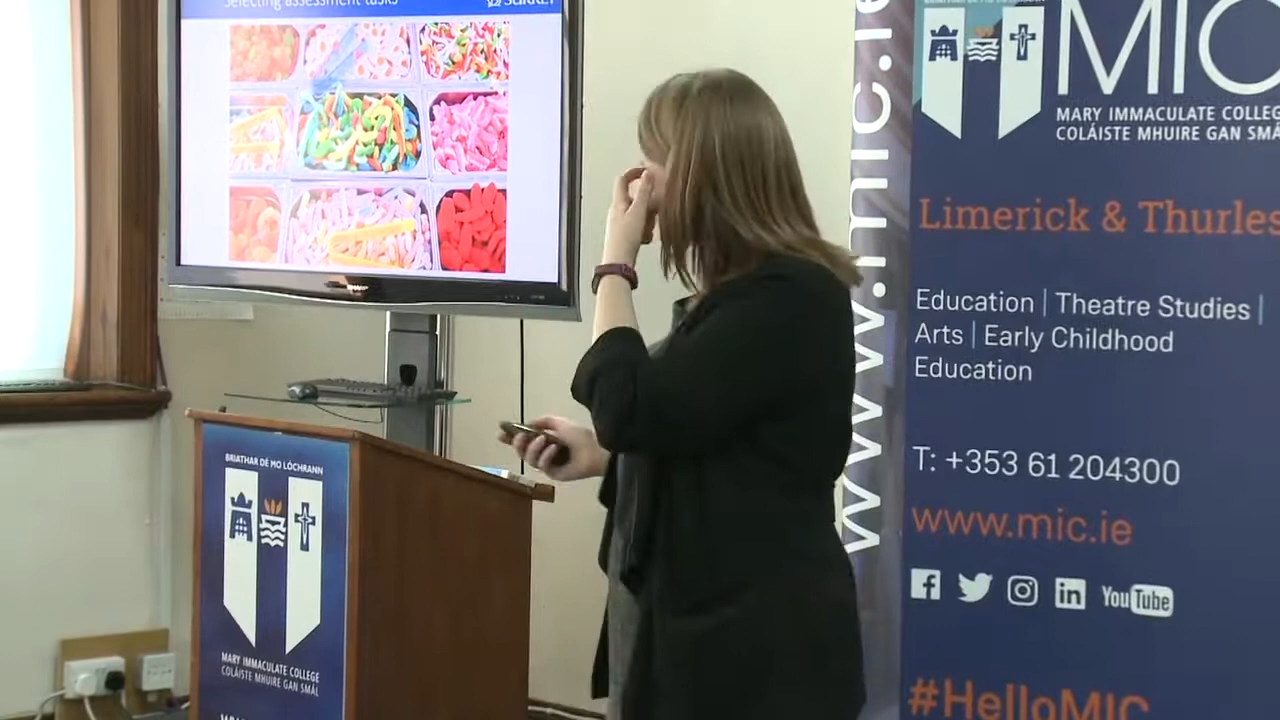 Selecting assessment tasks
MIC
MARY IMMACULATE COLLEGE
COLÁISTE MHUIRE GAN SMÁL
Limerick & Thurles
Education | Theatre Studies |
Arts | Early Childhood
Education
T: +353 61 204300
www.mic.ie
YouTube
#HelloMIC
www.mic.ie
BRIATHAR DÉ MO LÓCHRANN
MARY IMMACULATE COLLEGE
COLÁISTE MHUIRE GAN SMÁL